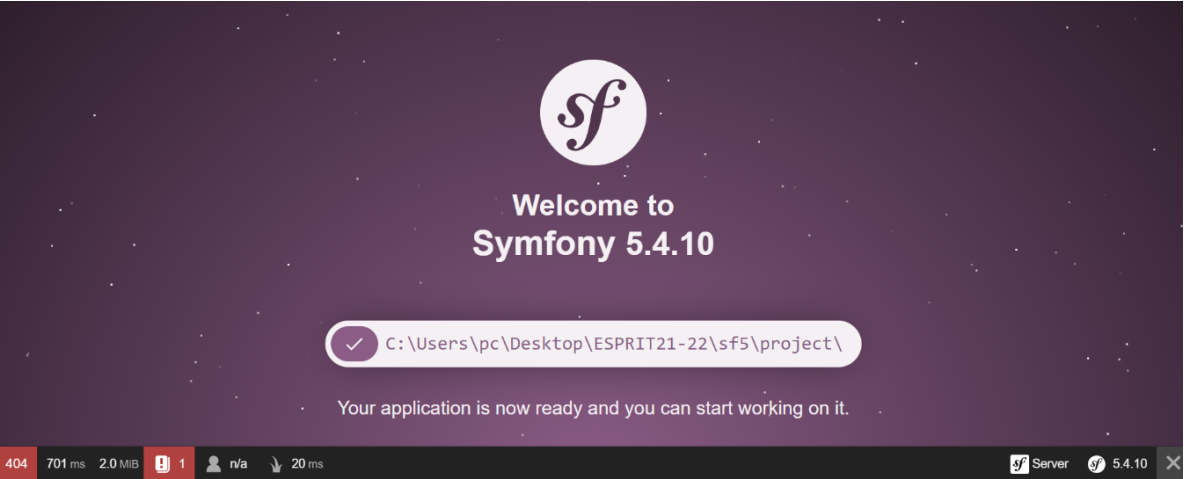 sf
Welcome to
Symfony 5.4.10
C:\Users\pc\Desktop\ESPRIT21-22\sf5\project\
Your application is now ready and you can start working on it.
404 701 ms 2.0 MiB 1 n/a 20 ms sf Server sf 5.4.10